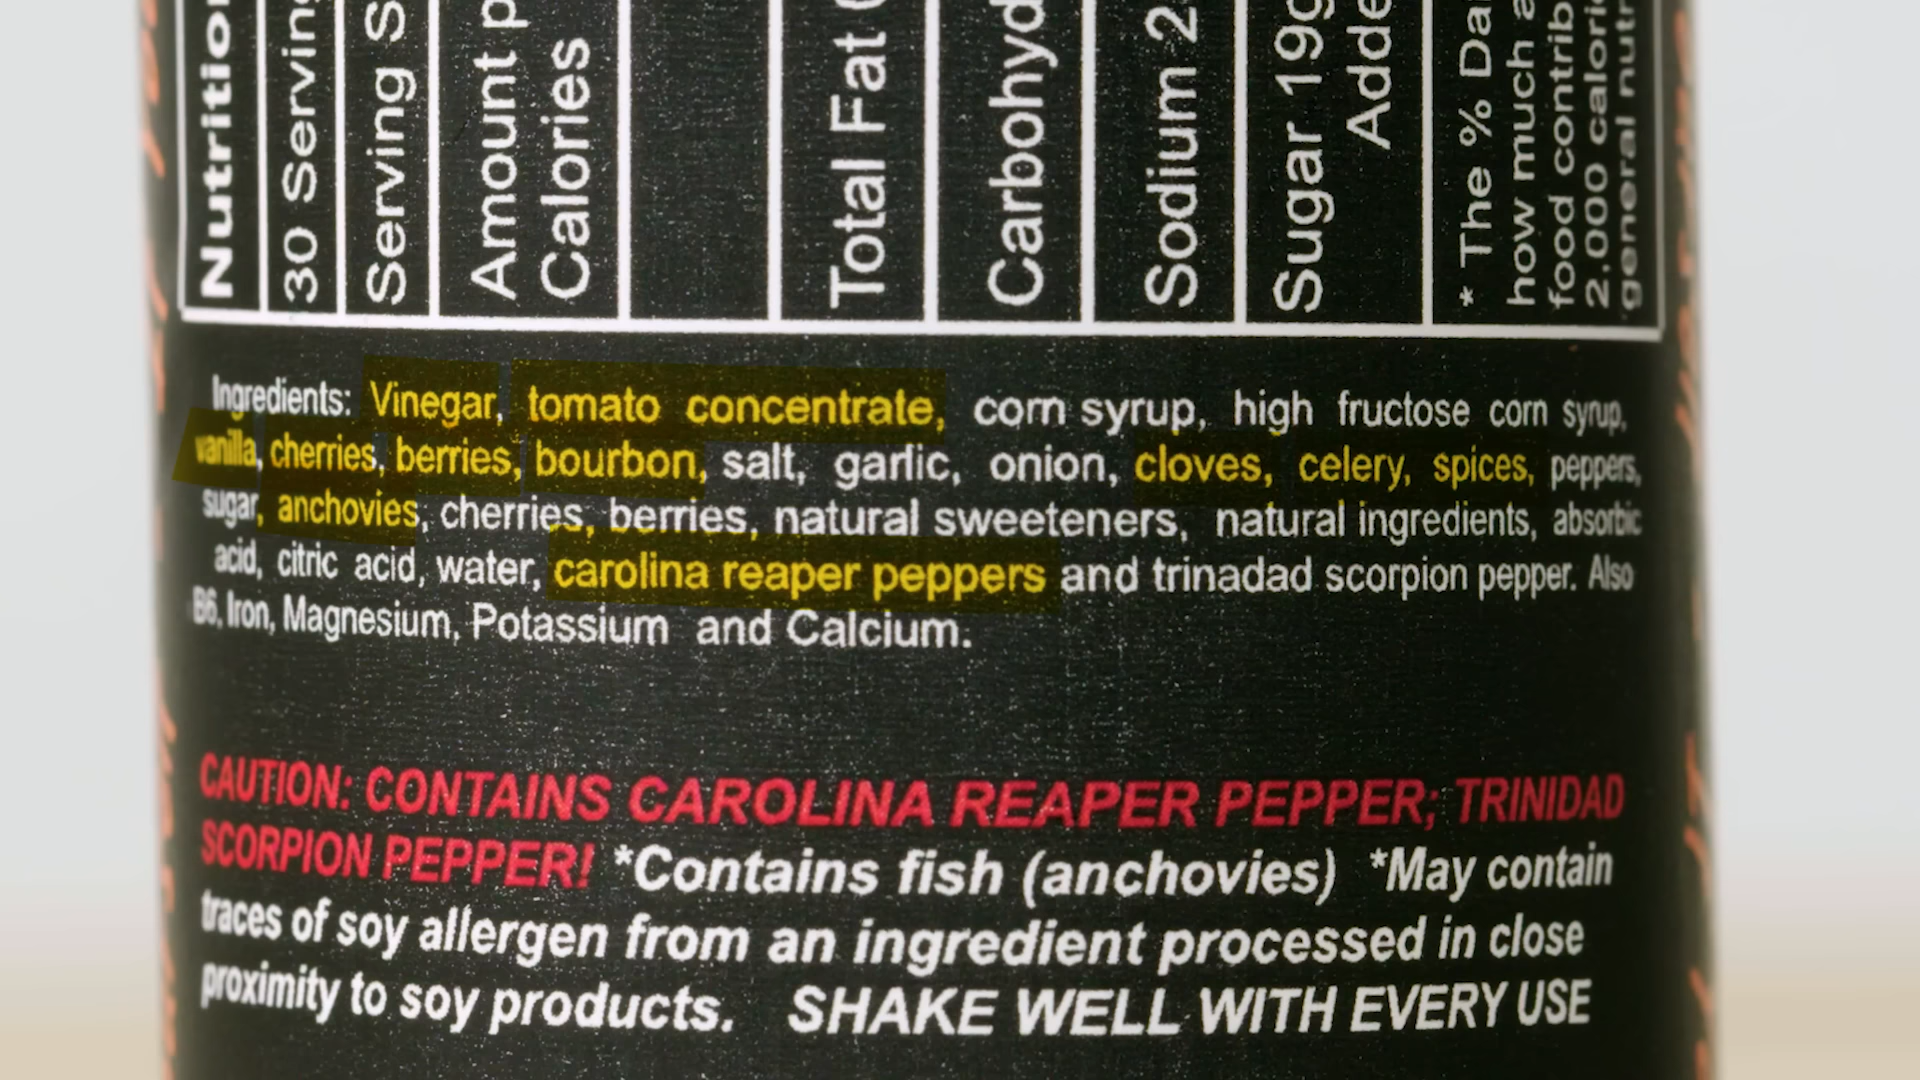 Nutrition
30 Serving
Serving S
Amount p
Calories
Total Fat
Carbohyd
Sodium 2
Sugar 19g
Adde
* The % Dai
how much a
food contrib
2,000 calori
general nutr
Ingredients: Vinegar, tomato concentrate, corn syrup, high fructose corn syrup,
vanilla, cherries, berries, bourbon, salt, garlic, onion, cloves, celery, spices, peppers,
sugar, anchovies, cherries, berries, natural sweeteners, natural ingredients, absorbic
acid, citric acid, water, carolina reaper peppers and trinadad scorpion pepper. Also
B6, Iron, Magnesium, Potassium and Calcium.
CAUTION: CONTAINS CAROLINA REAPER PEPPER; TRINIDAD
SCORPION PEPPER! *Contains fish (anchovies) *May contain
traces of soy allergen from an ingredient processed in close
proximity to soy products. SHAKE WELL WITH EVERY USE